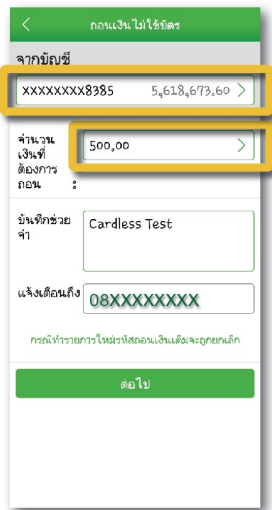 ถอนเงินไม่ใช้บัตร
จากบัญชี
XXXXXXXX8385 5,618,673.60
จำนวน
เงินที่
ต้องการ
ถอน :
500.00
บันทึกช่วย
จำ
Cardless Test
แจ้งเตือนถึง
08XXXXXXXX
กรณีทำรายการใหม่รหัสถอนเงินเดิมจะถูกยกเลิก
ต่อไป